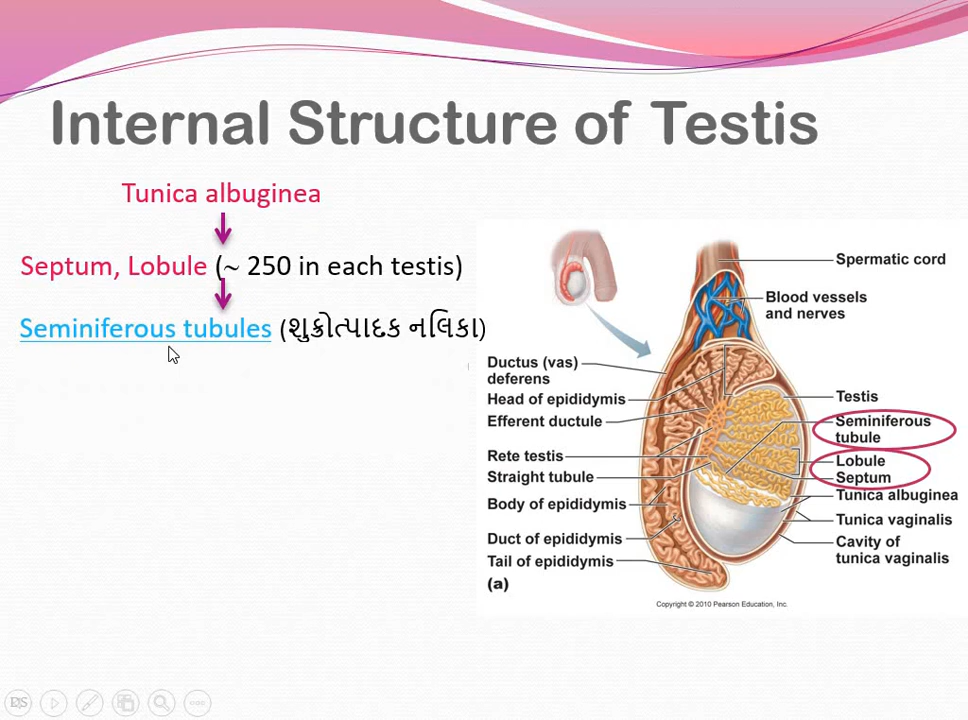 Internal Structure of Testis
Tunica albuginea
Septum, Lobule (~ 250 in each testis)
Seminiferous tubules (શુક્રોત્પાદક નલિકા)
Spermatic cord
Blood vessels
and nerves
Ductus (vas)
deferens
Head of epididymis
Efferent ductule
Rete testis
Straight tubule
Body of epididymis
Duct of epididymis
Tail of epididymis
(a)
Testis
Seminiferous
tubule
Lobule
Septum
Tunica albuginea
Tunica vaginalis
Cavity of
tunica vaginalis
Copyright © 2010 Pearson Education, Inc.